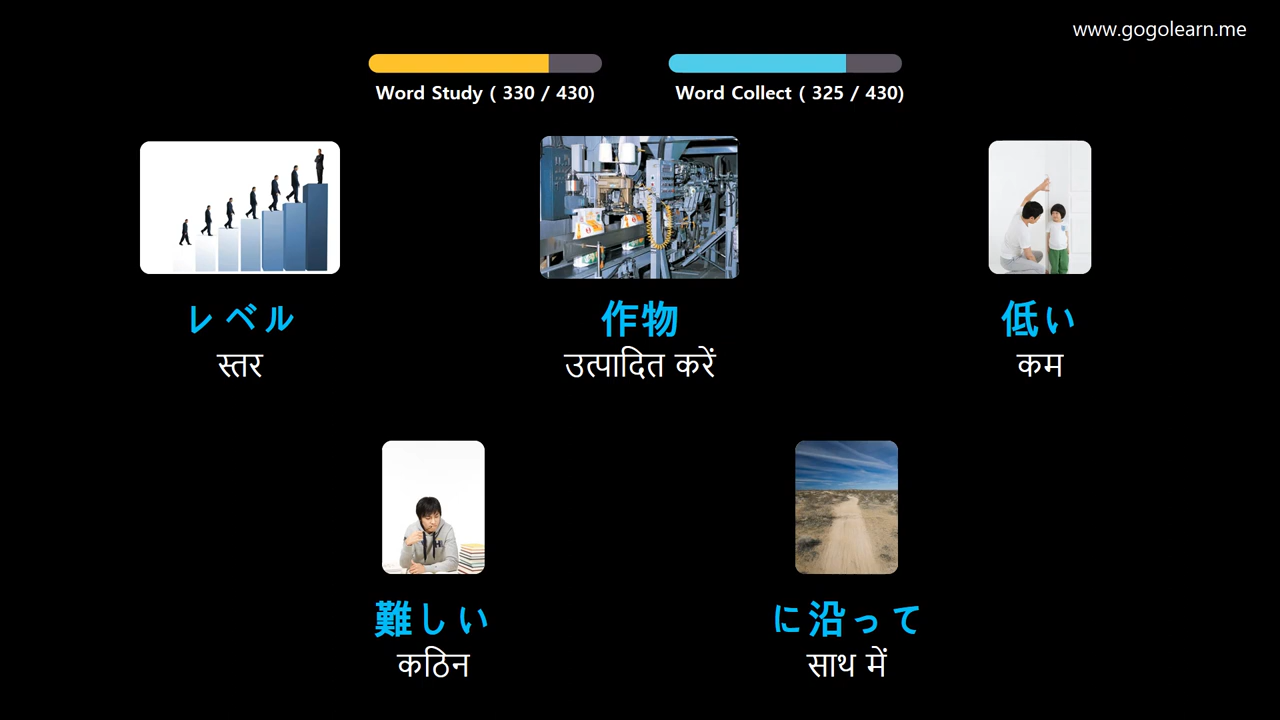 www.gogolearn.me
Word Study ( 330 / 430)
Word Collect ( 325 / 430)
レベル
स्तर
作物
उत्पादित करें
低い
कम
難しい
कठिन
に沿って
साथ में